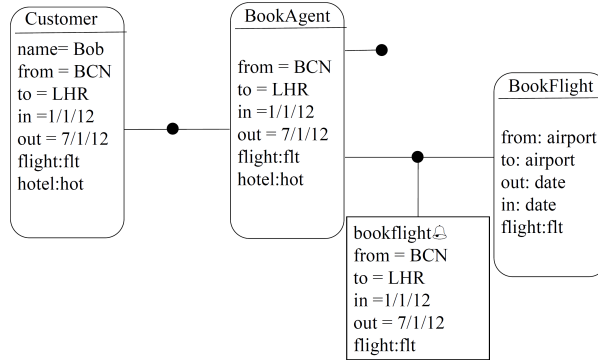 Customer
name= Bob
from = BCN
to = LHR
in =1/1/12
out = 7/1/12
flight:flt
hotel:hot
BookAgent
from = BCN
to = LHR
in =1/1/12
out = 7/1/12
flight:flt
hotel:hot
bookflight
from = BCN
to = LHR
in =1/1/12
out = 7/1/12
flight:flt
BookFlight
from: airport
to: airport
out: date
in: date
flight:flt